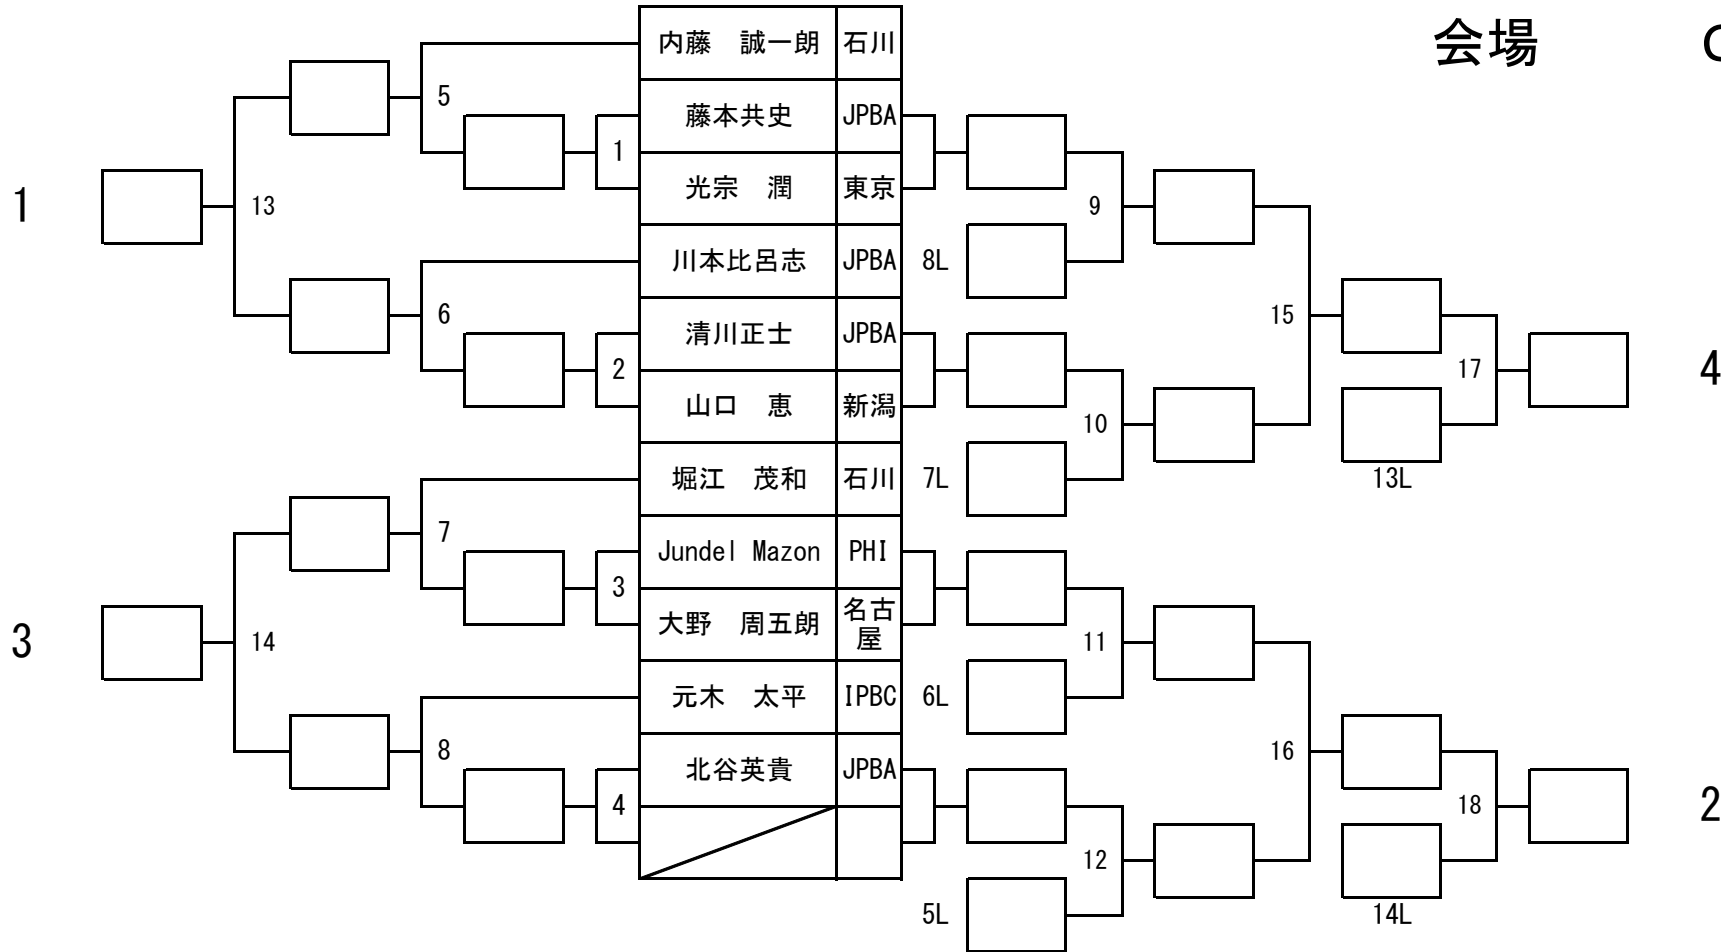 会場
内藤　誠一朗 石川
5
藤本共史 JPBA
1
光宗　潤 東京
1
13
9
川本比呂志 JPBA
8L
6
15
清川正士 JPBA
2
17
4
山口　恵 新潟
10
堀江　茂和 石川
7L
13L
7
Jundel Mazon PHI
3
大野　周五朗 名古屋
3
14
11
元木　太平 IPBC
6L
8
16
北谷英貴 JPBA
4
18
2
12
5L
14L